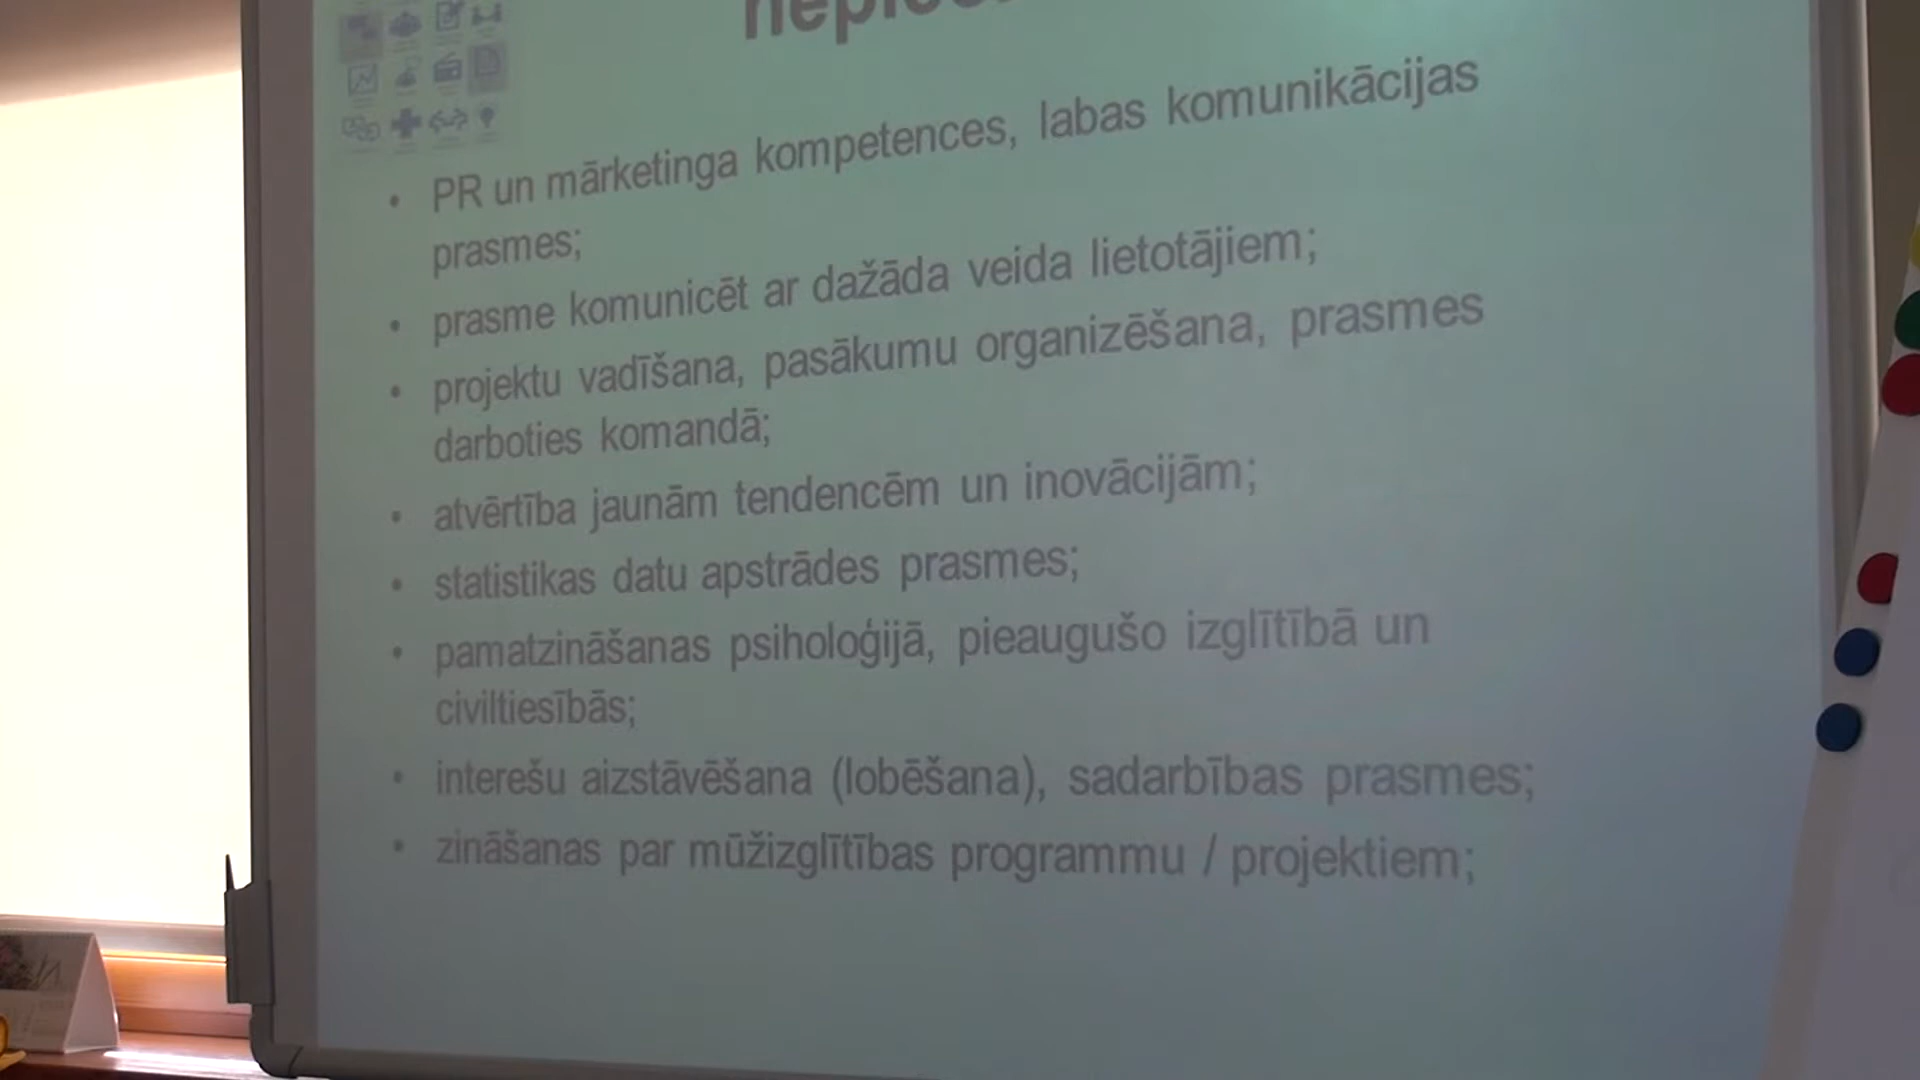 PR un mārketinga kompetences, labas komunikācijas
prasmes;
prasme komunicēt ar dažāda veida lietotājiem;
projektu vadīšana, pasākumu organizēšana, prasmes
darboties komandā;
atvērtība jaunām tendencēm un inovācijām;
statistikas datu apstrādes prasmes;
pamatzināšanas psiholoģijā, pieaugušo izglītībā un
civiltiesībās;
interešu aizstāvēšana (lobēšana), sadarbības prasmes;
zināšanas par mūžizglītības programmu / projektiem;